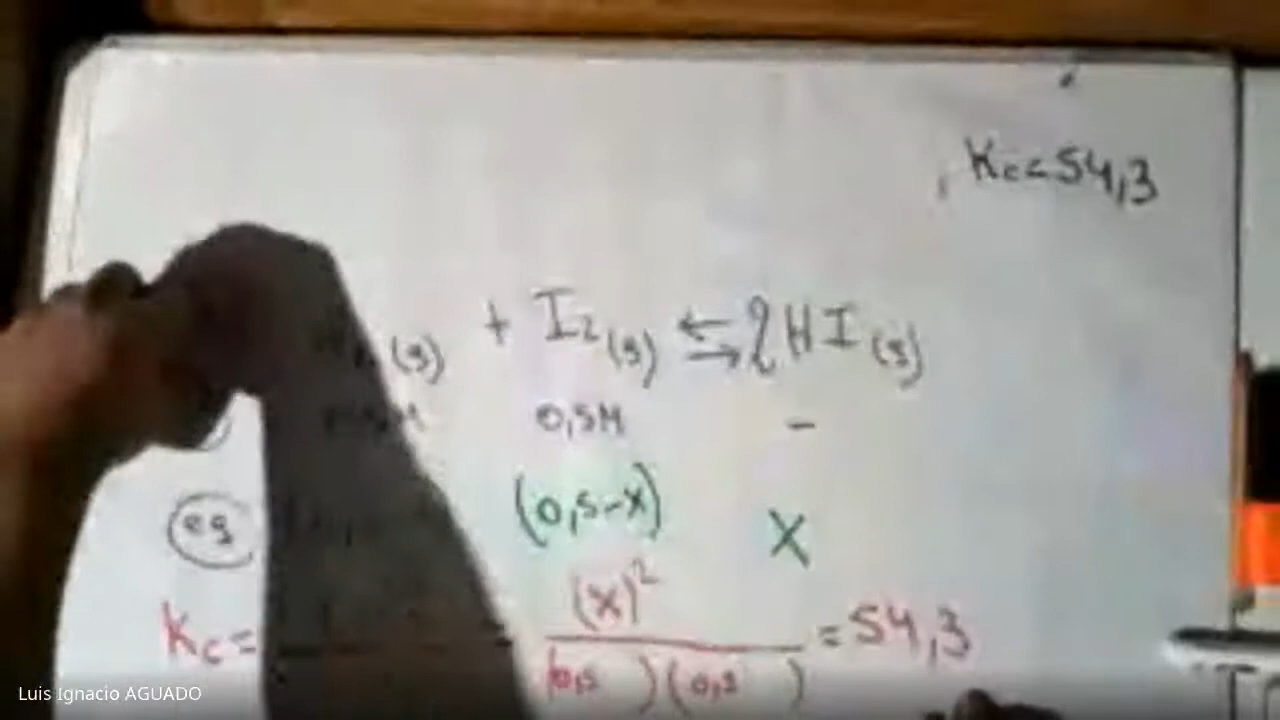 Kc=54,3
(g) + I2(g) ⇆ 2HI(g)
0,5M -
(0,5-X) X
eq
(X)²
Kc= =54,3
(0,5 )(0,5 )
Luis Ignacio AGUADO